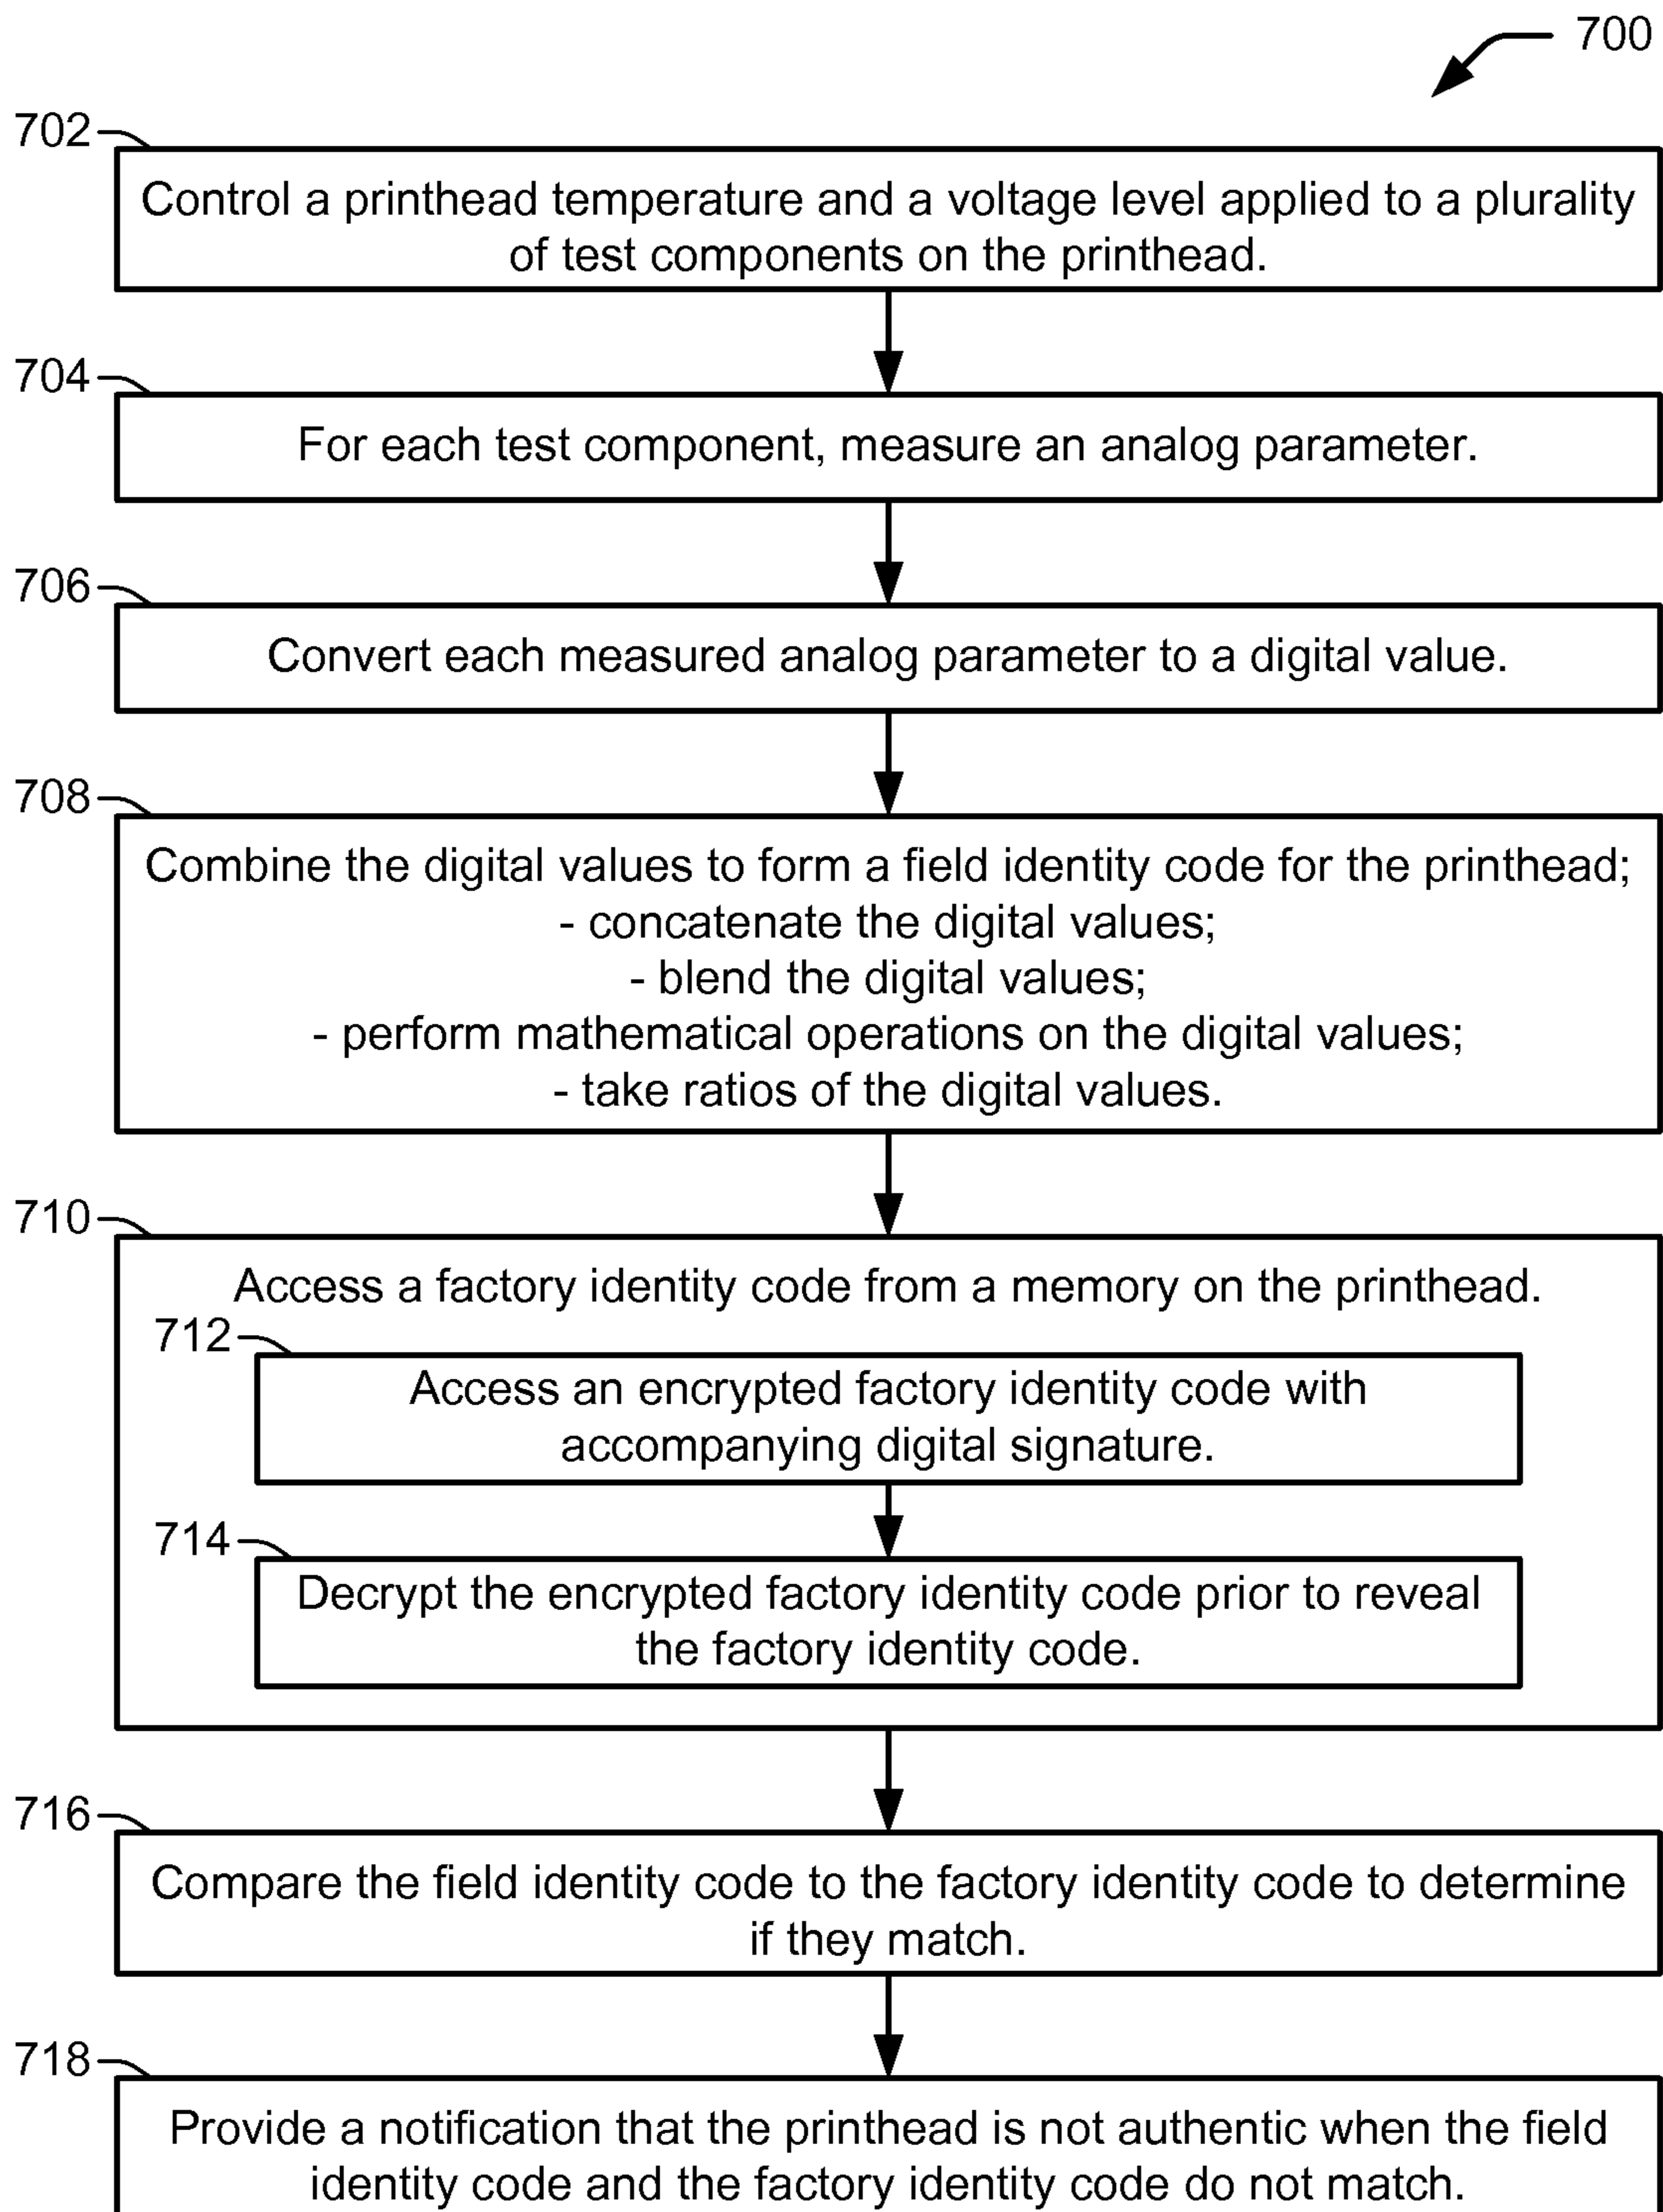 700
702
Control a printhead temperature and a voltage level applied to a plurality
of test components on the printhead.
704
For each test component, measure an analog parameter.
706
Convert each measured analog parameter to a digital value.
708
Combine the digital values to form a field identity code for the printhead;
- concatenate the digital values;
- blend the digital values;
- perform mathematical operations on the digital values;
- take ratios of the digital values.
710
Access a factory identity code from a memory on the printhead.
712
Access an encrypted factory identity code with
accompanying digital signature.
714
Decrypt the encrypted factory identity code prior to reveal
the factory identity code.
716
Compare the field identity code to the factory identity code to determine
if they match.
718
Provide a notification that the printhead is not authentic when the field
identity code and the factory identity code do not match.